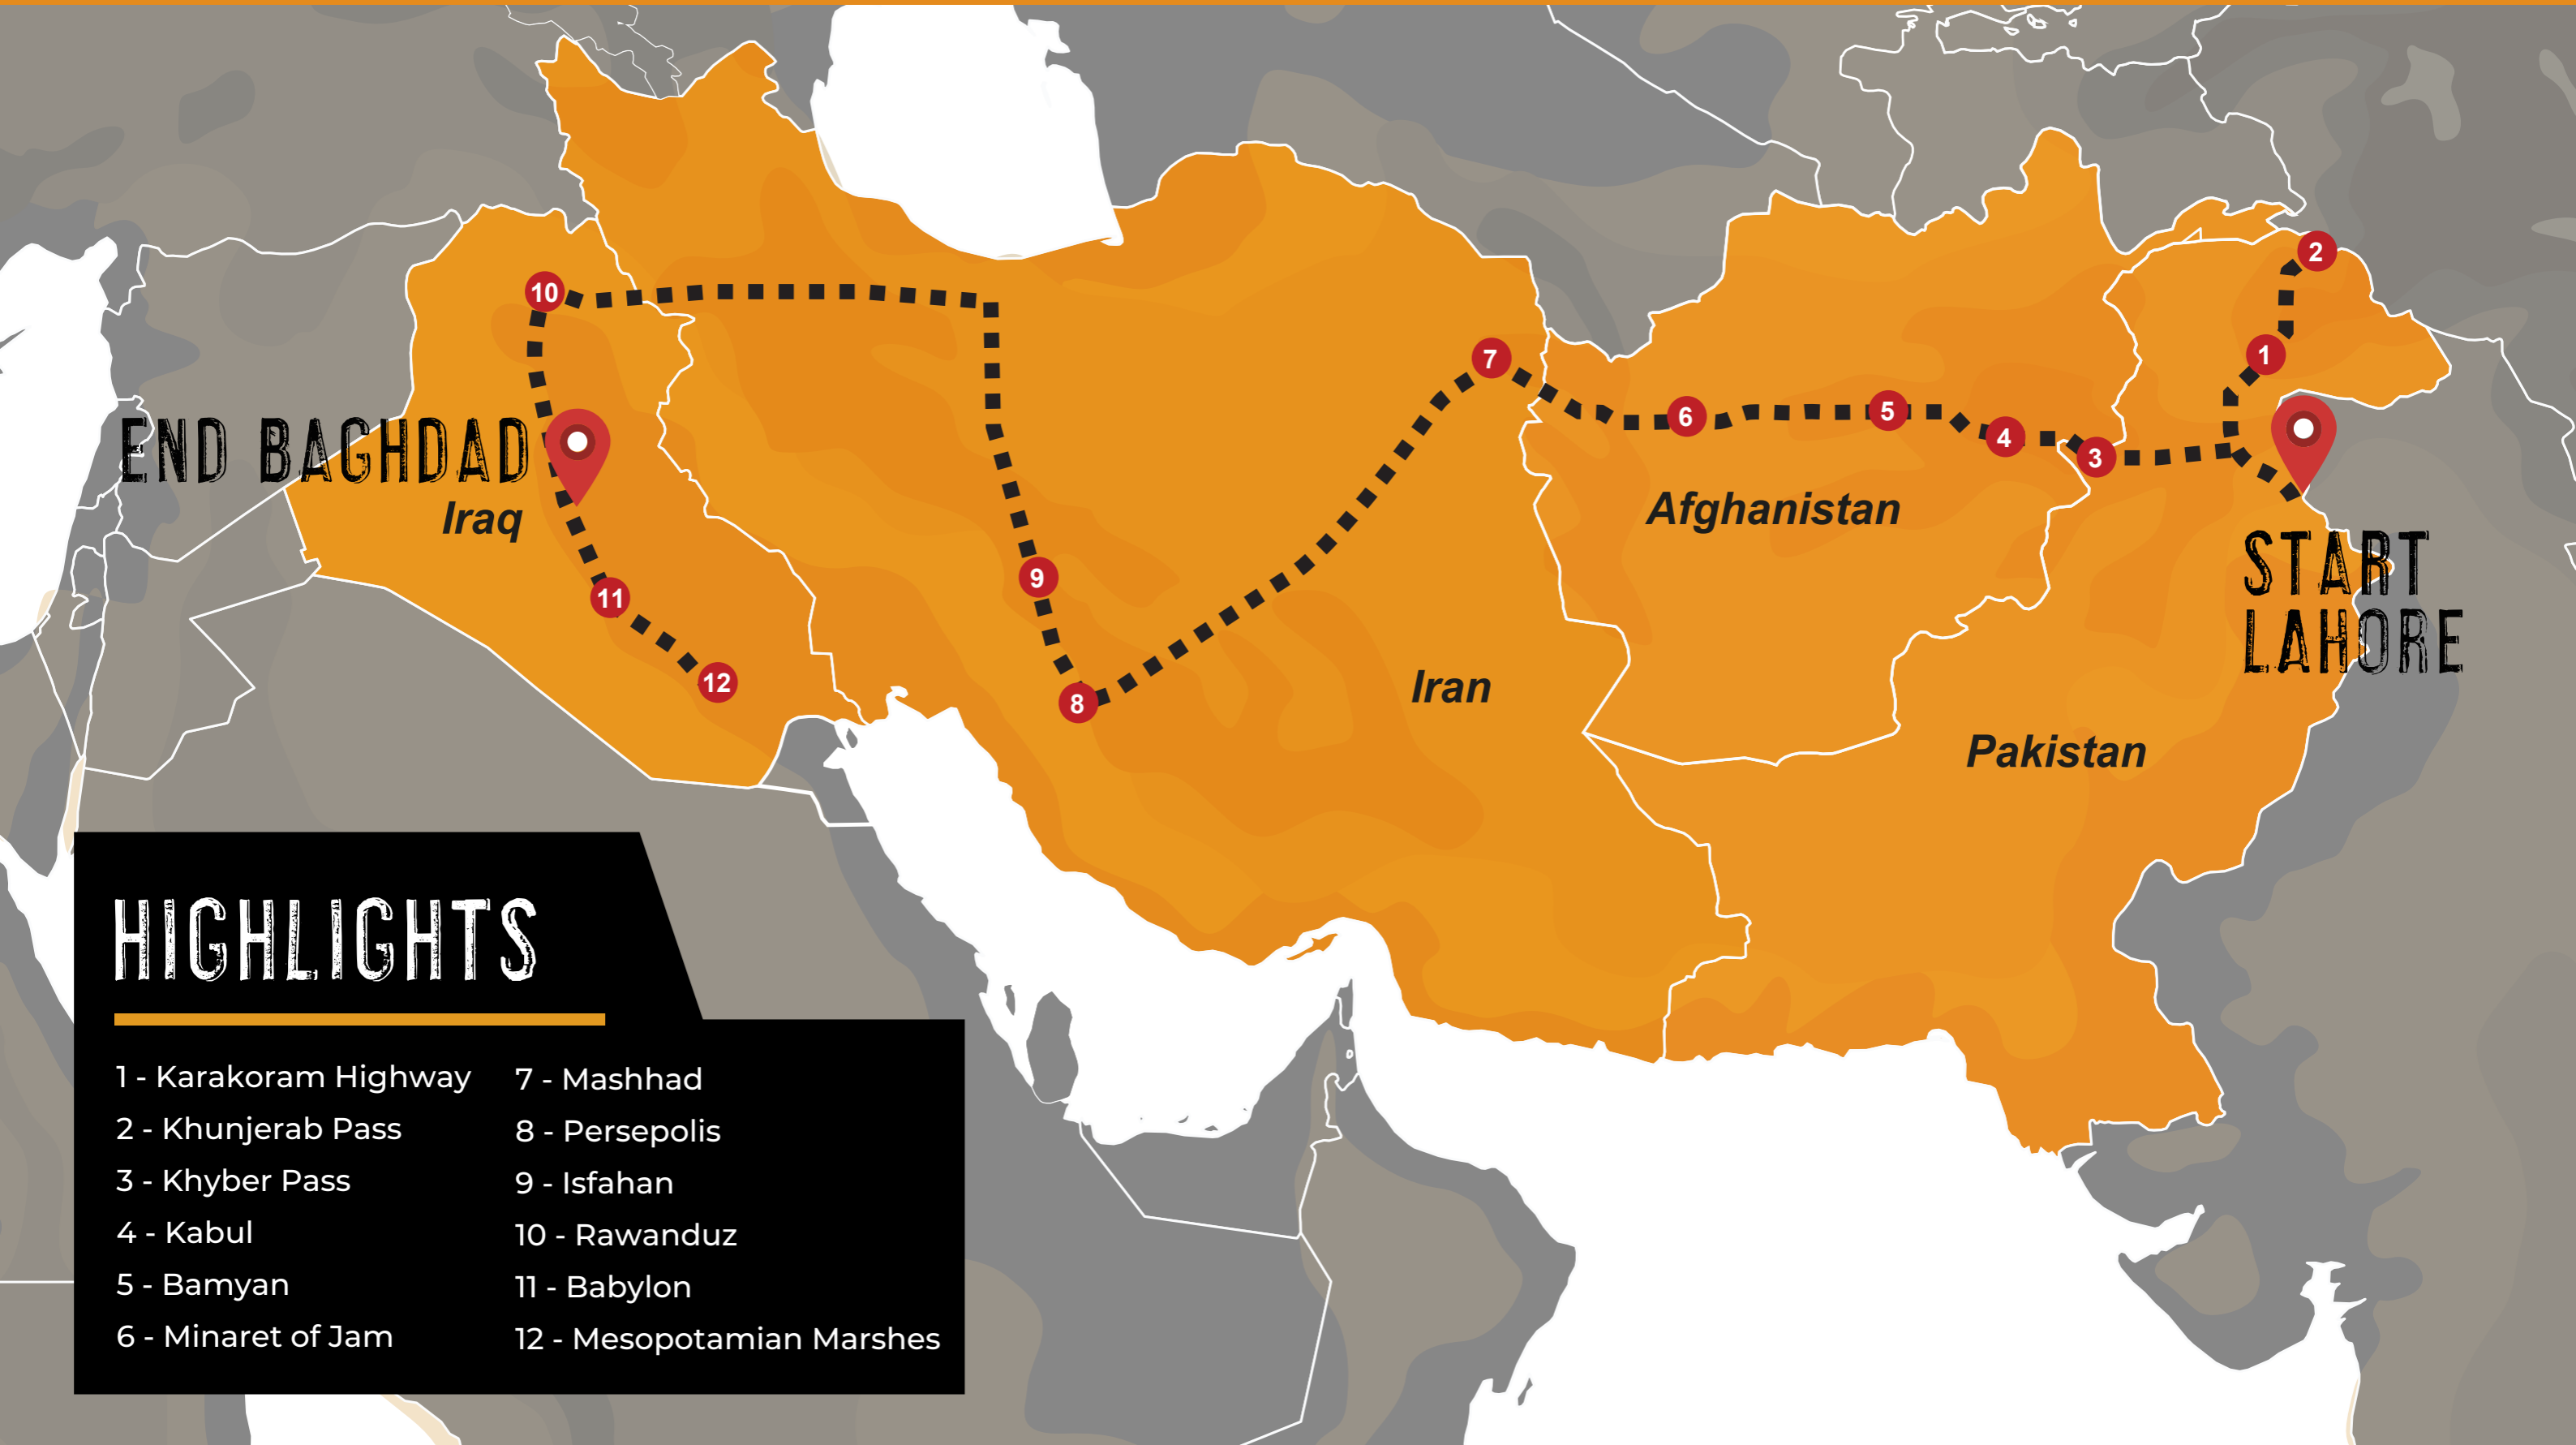 2
10
1
7
6
5
4
3
END BAGHDAD
Iraq
Afghanistan
START
LAHORE
9
11
12
8
Iran
Pakistan
HIGHLIGHTS
1 - Karakoram Highway
2 - Khunjerab Pass
3 - Khyber Pass
4 - Kabul
5 - Bamyan
6 - Minaret of Jam
7 - Mashhad
8 - Persepolis
9 - Isfahan
10 - Rawanduz
11 - Babylon
12 - Mesopotamian Marshes